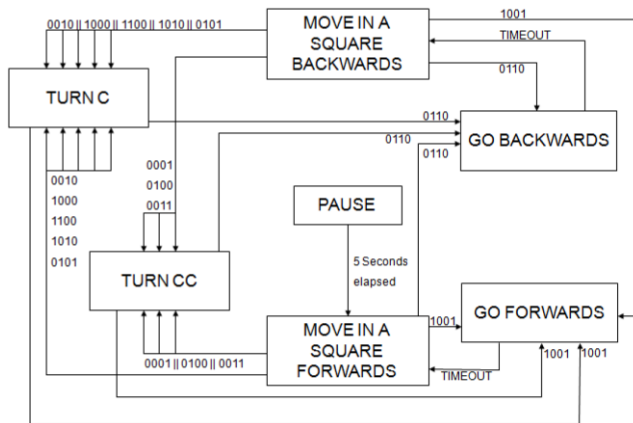 0010 || 1000 || 1100 || 1010 || 0101
MOVE IN A
SQUARE
BACKWARDS
1001
TIMEOUT
0110
TURN C
0110
GO BACKWARDS
0110
0110
0001
0100
0011
0010
1000
1100
1010
0101
PAUSE
5 Seconds
elapsed
TURN CC
GO FORWARDS
MOVE IN A
SQUARE
FORWARDS
1001
1001
1001
0001 || 0100 || 0011
TIMEOUT